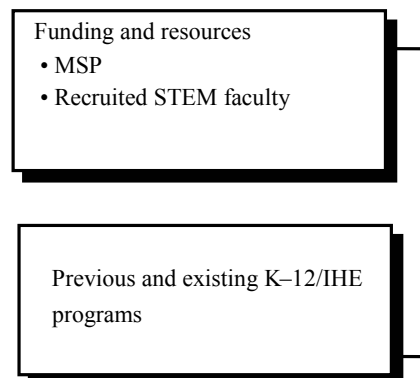 Funding and resources
• MSP
• Recruited STEM faculty
Previous and existing K–12/IHE
programs